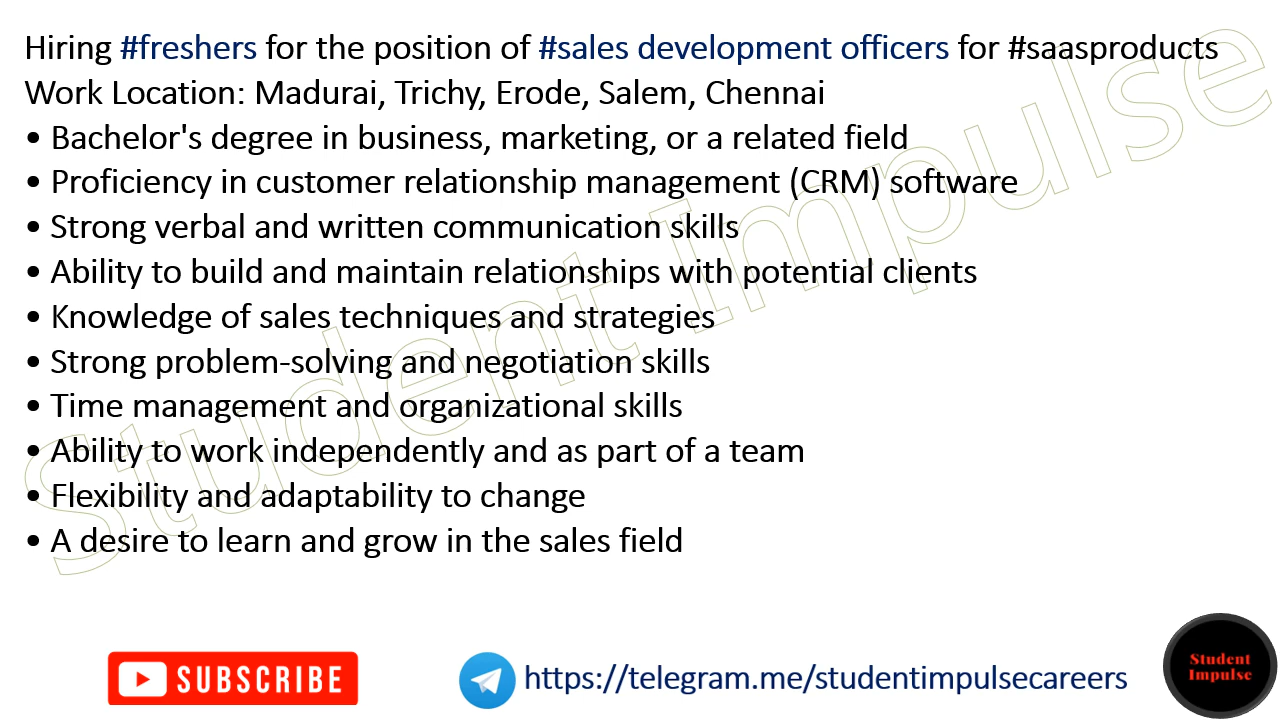 Hiring #freshers for the position of #sales development officers for #saasproducts
Work Location: Madurai, Trichy, Erode, Salem, Chennai
• Bachelor's degree in business, marketing, or a related field
• Proficiency in customer relationship management (CRM) software
• Strong verbal and written communication skills
• Ability to build and maintain relationships with potential clients
• Knowledge of sales techniques and strategies
• Strong problem-solving and negotiation skills
• Time management and organizational skills
• Ability to work independently and as part of a team
• Flexibility and adaptability to change
• A desire to learn and grow in the sales field
Student Impulse
SUBSCRIBE
https://telegram.me/studentimpulsecareers
Student
Impulse